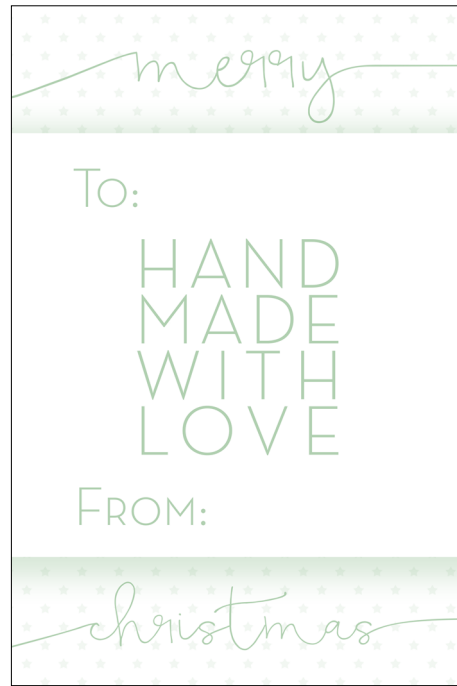 merry
To:
HAND
MADE
WITH
LOVE
From:
christmas